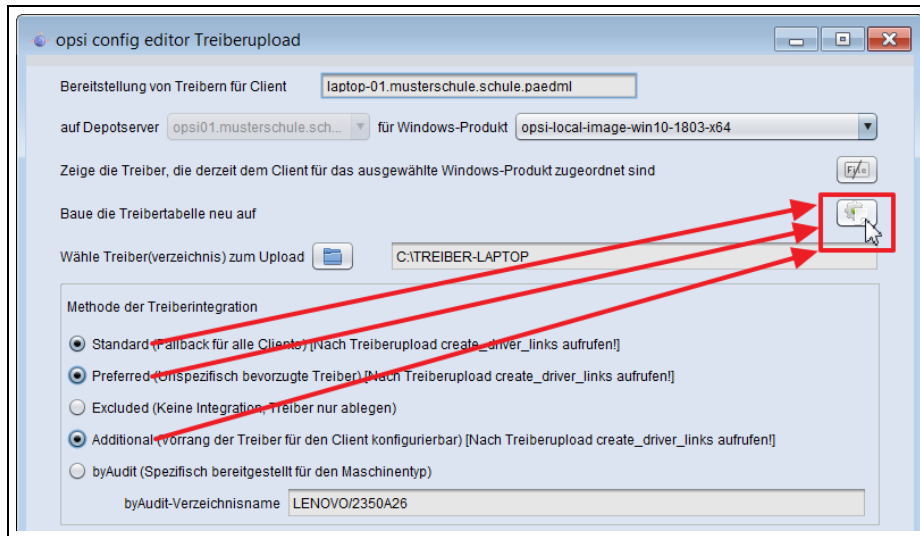 opsi config editor Treiberupload
Bereitstellung von Treibern für Client laptop-01.musterschule.schule.paedml
auf Depotserver opsi01.musterschule.sch... für Windows-Produkt opsi-local-image-win10-1803-x64
Zeige die Treiber, die derzeit dem Client für das ausgewählte Windows-Produkt zugeordnet sind File
Baue die Treibertabelle neu auf
Wähle Treiber(verzeichnis) zum Upload C:\TREIBER-LAPTOP
Methode der Treiberintegration
Standard (Fallback für alle Clients) [Nach Treiberupload create_driver_links aufrufen!]
Preferred (Unspezifisch bevorzugte Treiber) [Nach Treiberupload create_driver_links aufrufen!]
Excluded (Keine Integration, Treiber nur ablegen)
Additional (Vorrang der Treiber für den Client konfigurierbar) [Nach Treiberupload create_driver_links aufrufen!]
byAudit (Spezifisch bereitgestellt für den Maschinentyp)
byAudit-Verzeichnisname LENOVO/2350A26